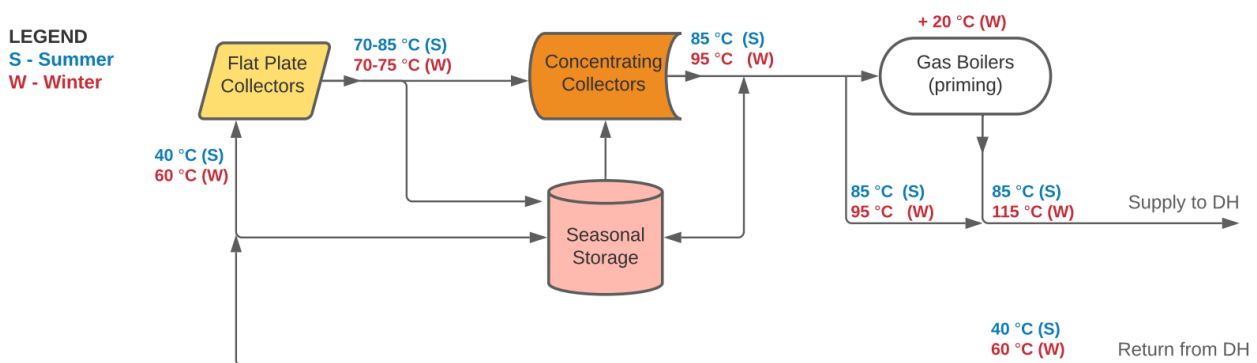 LEGEND
S - Summer
W - Winter
Flat Plate
Collectors
70-85 °C (S)
70-75 °C (W)
Concentrating
Collectors
85 °C (S)
95 °C (W)
+ 20 °C (W)
Gas Boilers
(priming)
40 °C (S)
60 °C (W)
Seasonal
Storage
85 °C (S)
95 °C (W)
85 °C (S)
115 °C (W)
Supply to DH
40 °C (S)
60 °C (W)
Return from DH